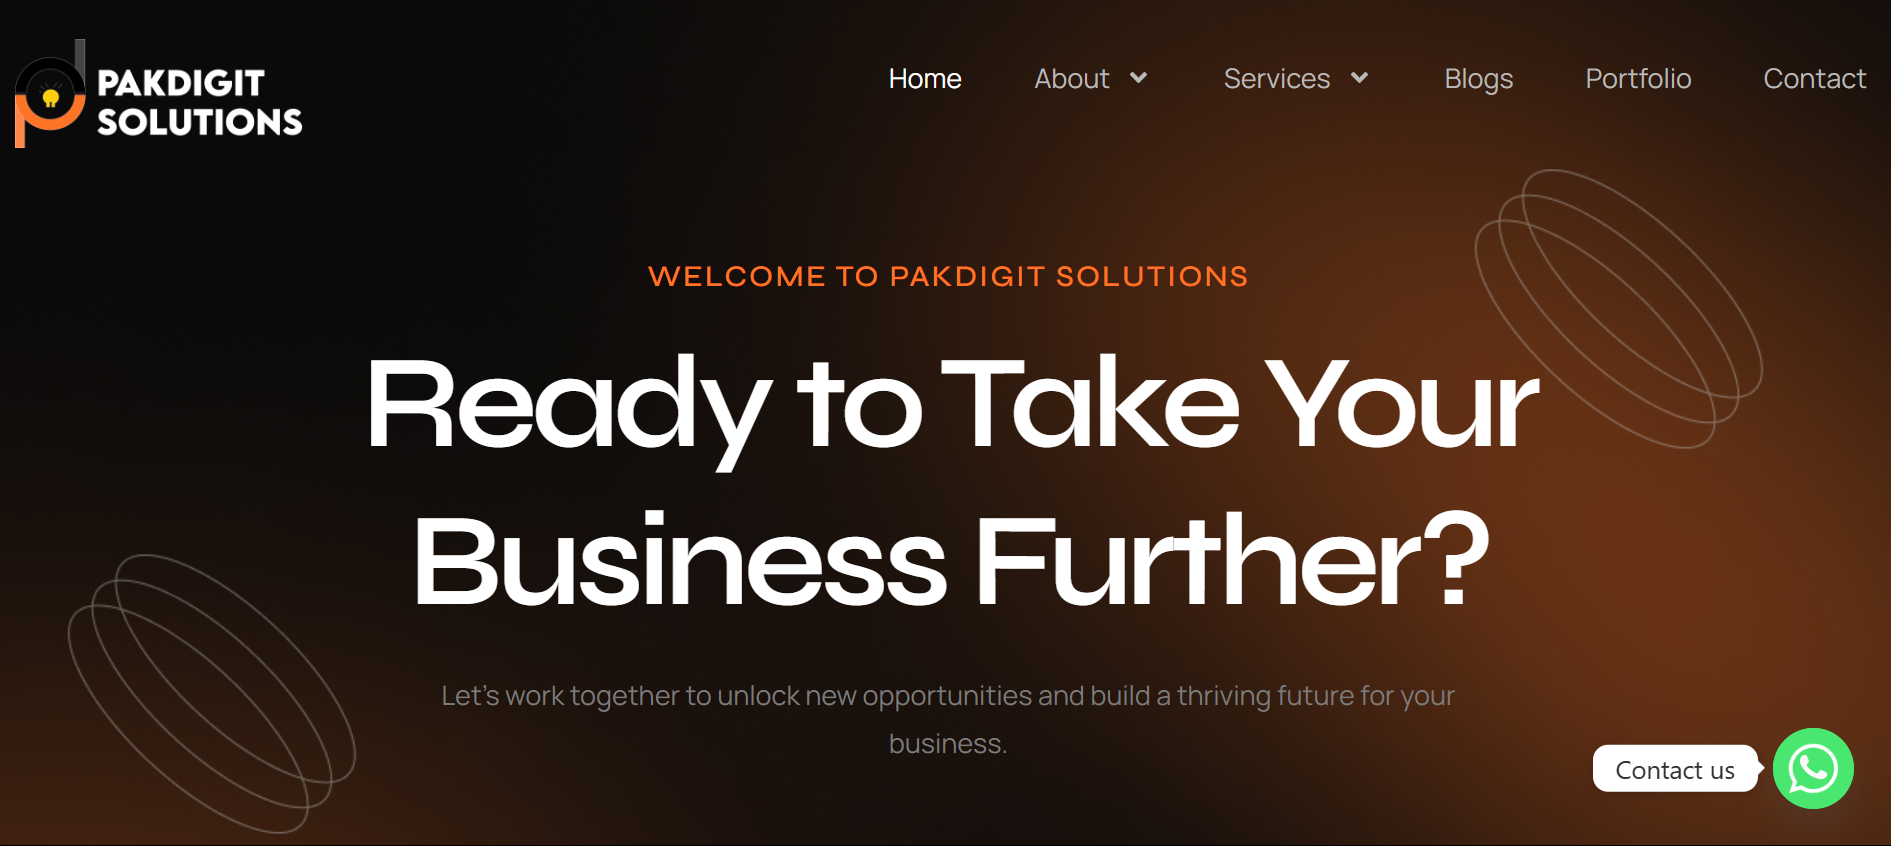 PAKDIGIT
SOLUTIONS
Home About Services Blogs Portfolio Contact
WELCOME TO PAKDIGIT SOLUTIONS
Ready to Take Your
Business Further?
Let's work together to unlock new opportunities and build a thriving future for your
business.
Contact us